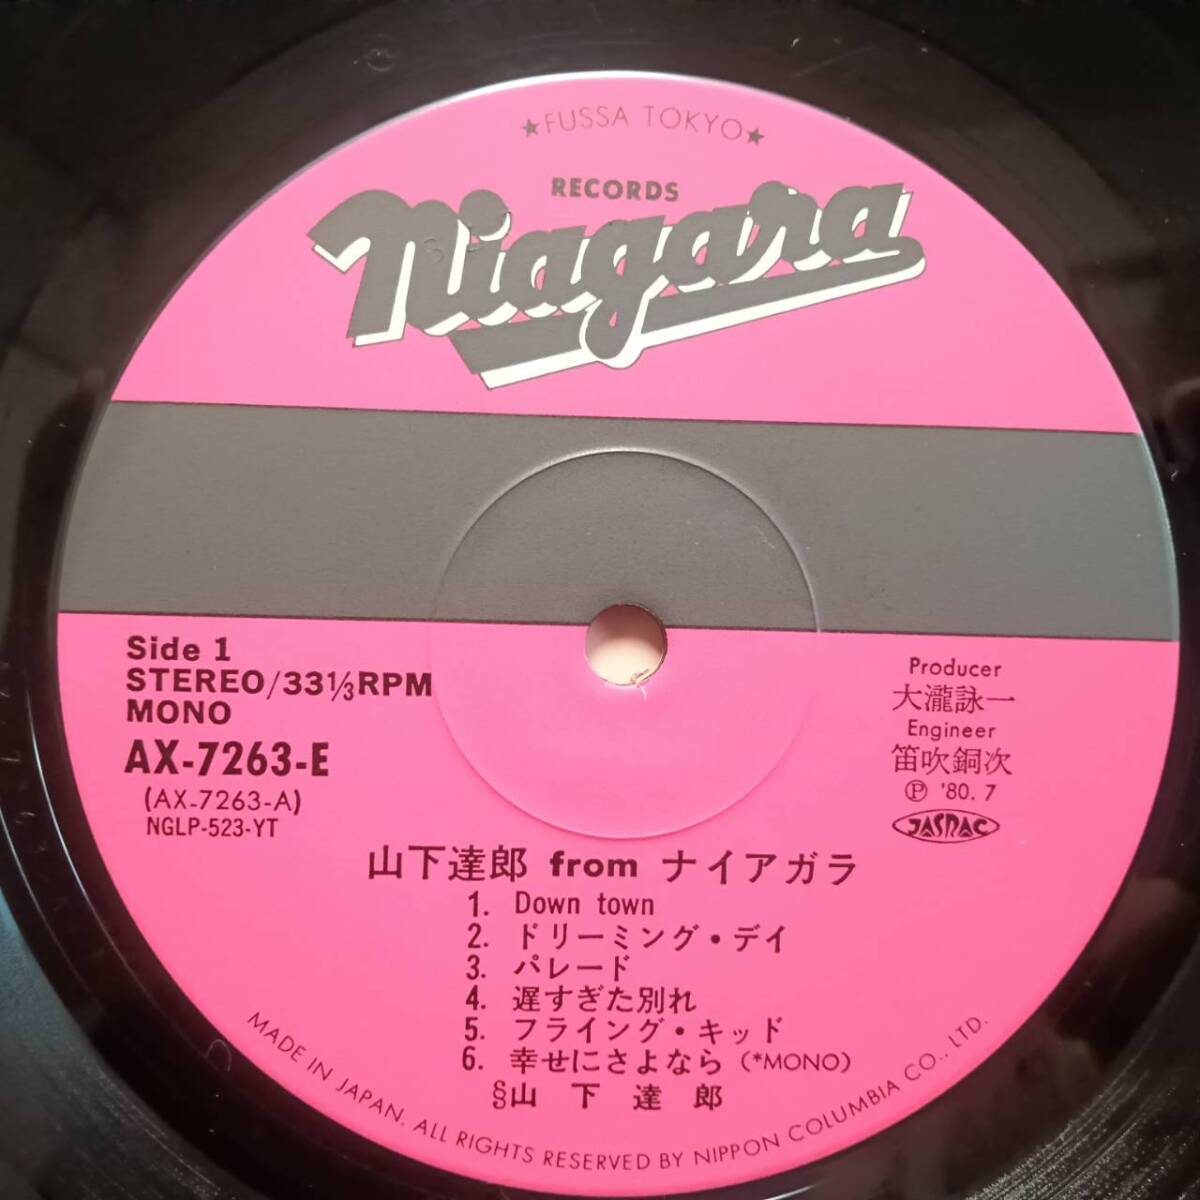 ★FUSSA TOKYO★
RECORDS
Niagara
Side 1
STEREO/33⅓RPM
MONO
AX-7263-E
(AX-7263-A)
NGLP-523-YT
Producer
大瀧詠一
Engineer
笛吹銅次
Ⓟ '80.7
JASRAC
山下達郎 from ナイアガラ
1. Down town
2. ドリーミング・デイ
3. パレード
4. 遅すぎた別れ
5. フライング・キッド
6. 幸せにさよなら (*MONO)
§山下達郎
MADE IN JAPAN. ALL RIGHTS RESERVED BY NIPPON COLUMBIA CO., LTD.